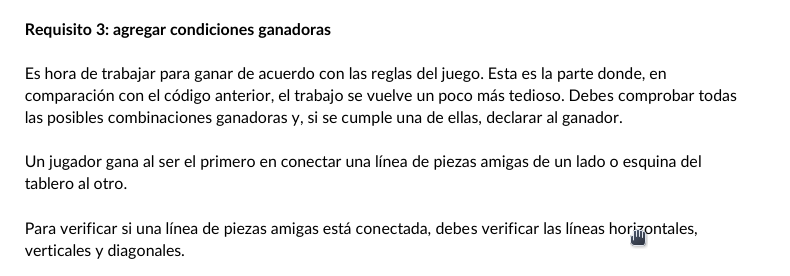 Requisito 3: agregar condiciones ganadoras
Es hora de trabajar para ganar de acuerdo con las reglas del juego. Esta es la parte donde, en
comparación con el código anterior, el trabajo se vuelve un poco más tedioso. Debes comprobar todas
las posibles combinaciones ganadoras y, si se cumple una de ellas, declarar al ganador.
Un jugador gana al ser el primero en conectar una línea de piezas amigas de un lado o esquina del
tablero al otro.
Para verificar si una línea de piezas amigas está conectada, debes verificar las líneas horizontales,
verticales y diagonales.